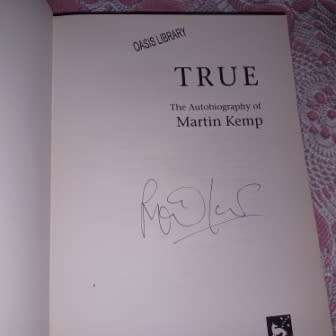 OASIS LIBRARY
TRUE
The Autobiography of
Martin Kemp